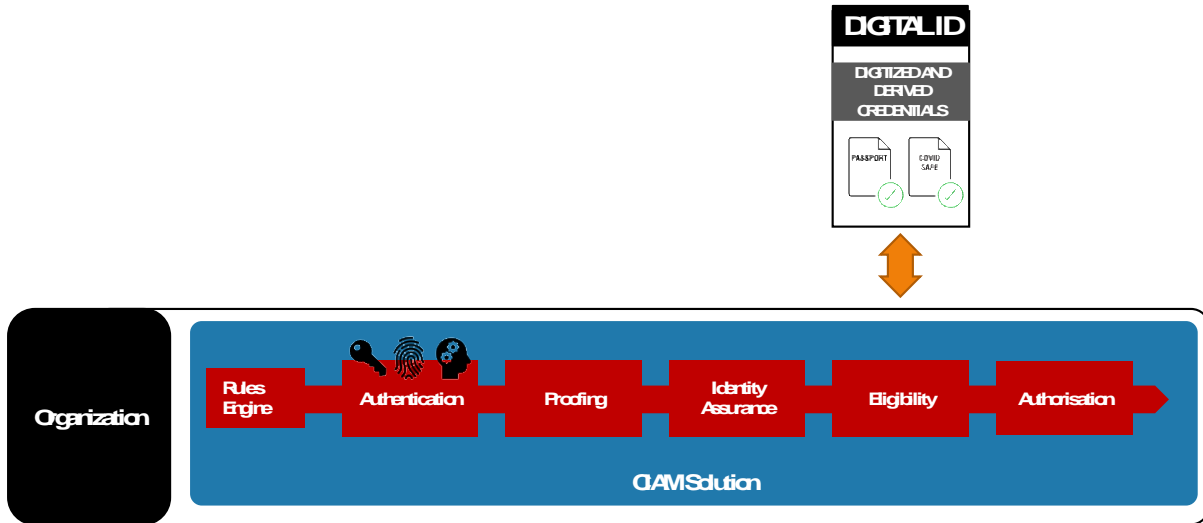 DIGITAL ID
DIGITIZED AND
DERIVED
CREDENTIALS
PASSPORT
COVID
SAFE
Organization
Rules
Engine
Authentication
Proofing
Identity
Assurance
Eligibility
Authorisation
CIAM Solution